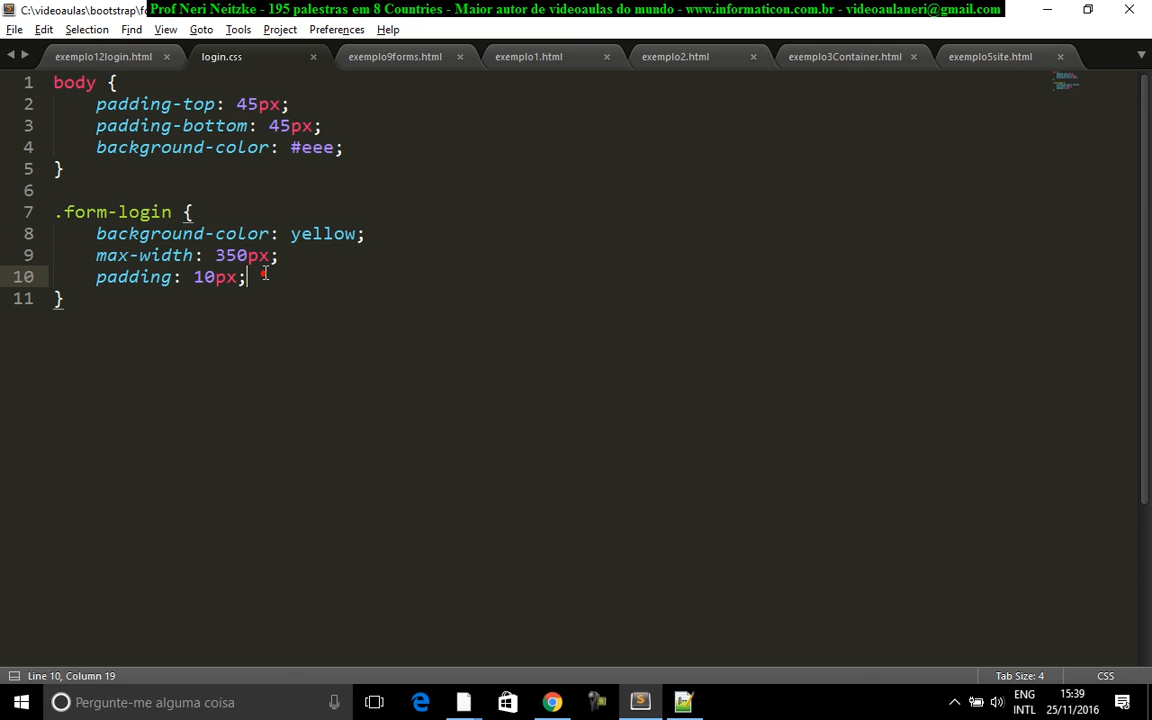 C:\videoaulas\bootstrap\fo
Prof Neri Neitzke - 195 palestras em 8 Countries - Maior autor de videoaulas do mundo - www.informaticon.com.br - videoaulaneri@gmail.com
File Edit Selection Find View Goto Tools Project Preferences Help
exemplo12login.html × login.css × exemplo9forms.html × exemplo1.html × exemplo2.html × exemplo3Container.html × exemplo5site.html ×
1 body {
2 padding-top: 45px;
3 padding-bottom: 45px;
4 background-color: #eee;
5 }
6
7 .form-login {
8 background-color: yellow;
9 max-width: 350px;
10 padding: 10px;
11 }
Line 10, Column 19 Tab Size: 4 CSS
Pergunte-me alguma coisa
ENG 15:39
INTL 25/11/2016